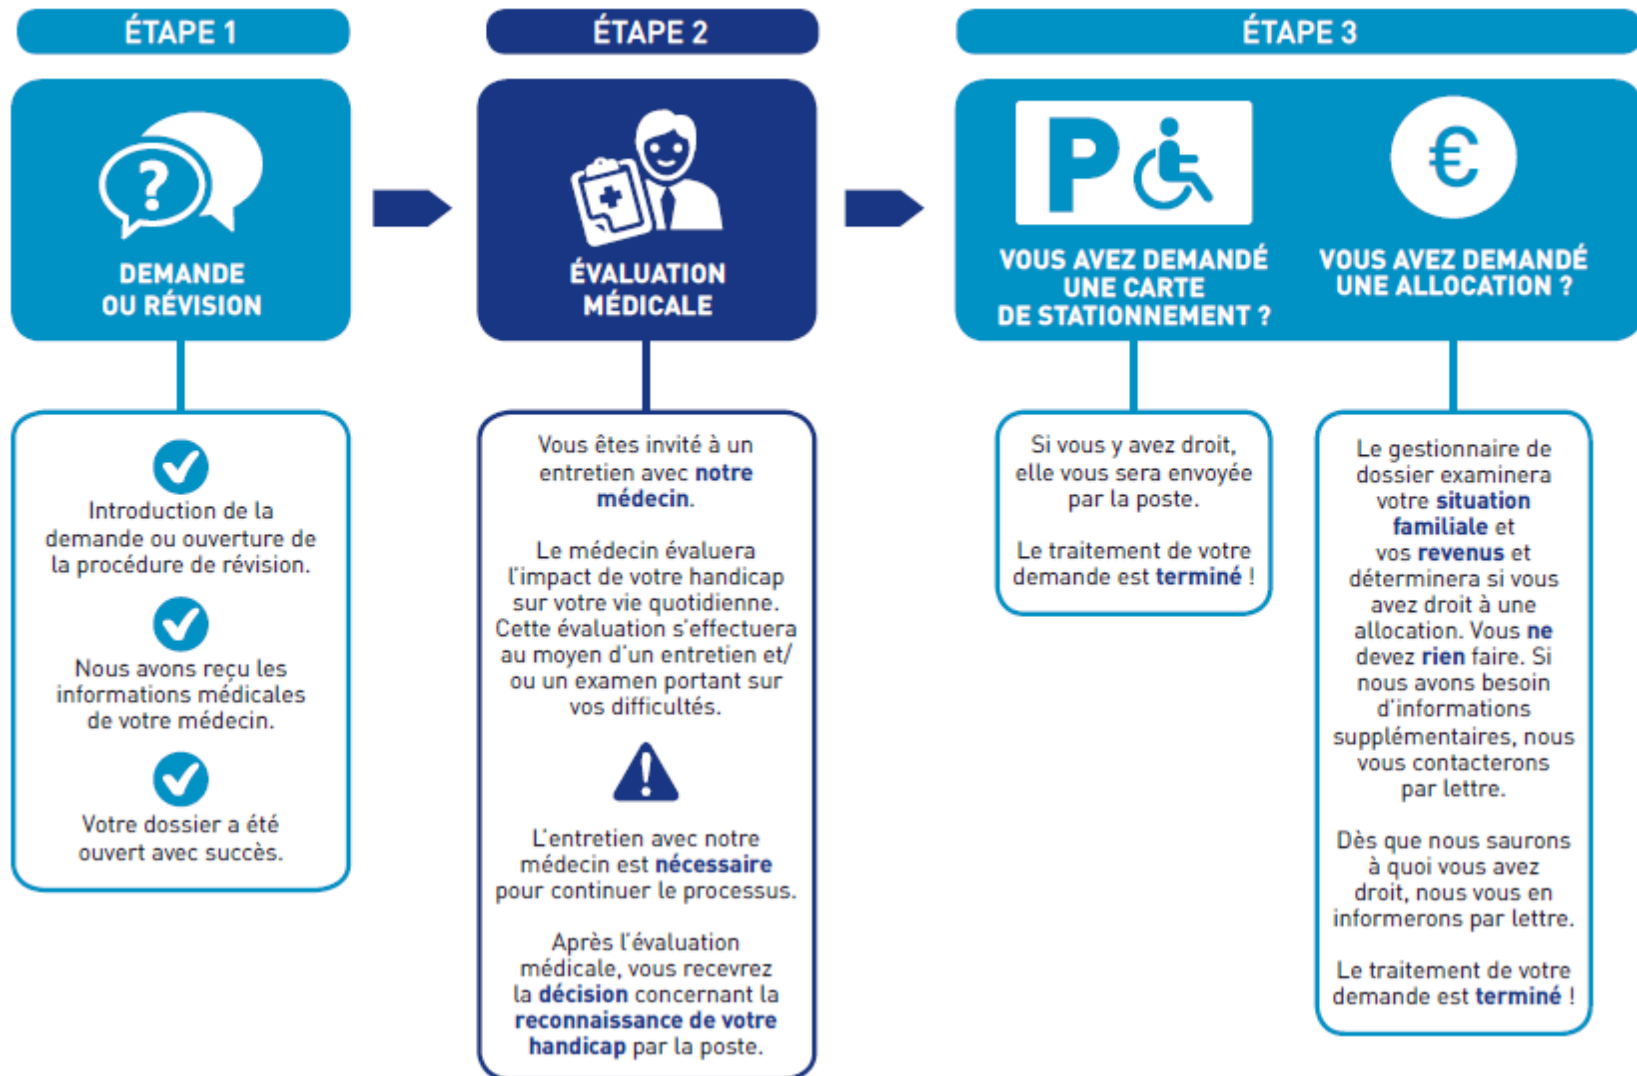 ÉTAPE 1
DEMANDE
OU RÉVISION
Introduction de la
demande ou ouverture de
la procédure de révision.
Nous avons reçu les
informations médicales
de votre médecin.
Votre dossier a été
ouvert avec succès.
ÉTAPE 2
ÉVALUATION
MÉDICALE
Vous êtes invité à un
entretien avec notre
médecin.
Le médecin évaluera
l'impact de votre handicap
sur votre vie quotidienne.
Cette évaluation s'effectuera
au moyen d'un entretien et/
ou un examen portant sur
vos difficultés.
L'entretien avec notre
médecin est nécessaire
pour continuer le processus.
Après l'évaluation
médicale, vous recevrez
la décision concernant la
reconnaissance de votre
handicap par la poste.
ÉTAPE 3
P
VOUS AVEZ DEMANDÉ
UNE CARTE
DE STATIONNEMENT ?
Si vous y avez droit,
elle vous sera envoyée
par la poste.
Le traitement de votre
demande est terminé !
€
VOUS AVEZ DEMANDÉ
UNE ALLOCATION ?
Le gestionnaire de
dossier examinera
votre situation
familiale et
vos revenus et
déterminera si vous
avez droit à une
allocation. Vous ne
devez rien faire. Si
nous avons besoin
d'informations
supplémentaires, nous
vous contacterons
par lettre.
Dès que nous saurons
à quoi vous avez
droit, nous vous en
informerons par lettre.
Le traitement de votre
demande est terminé !